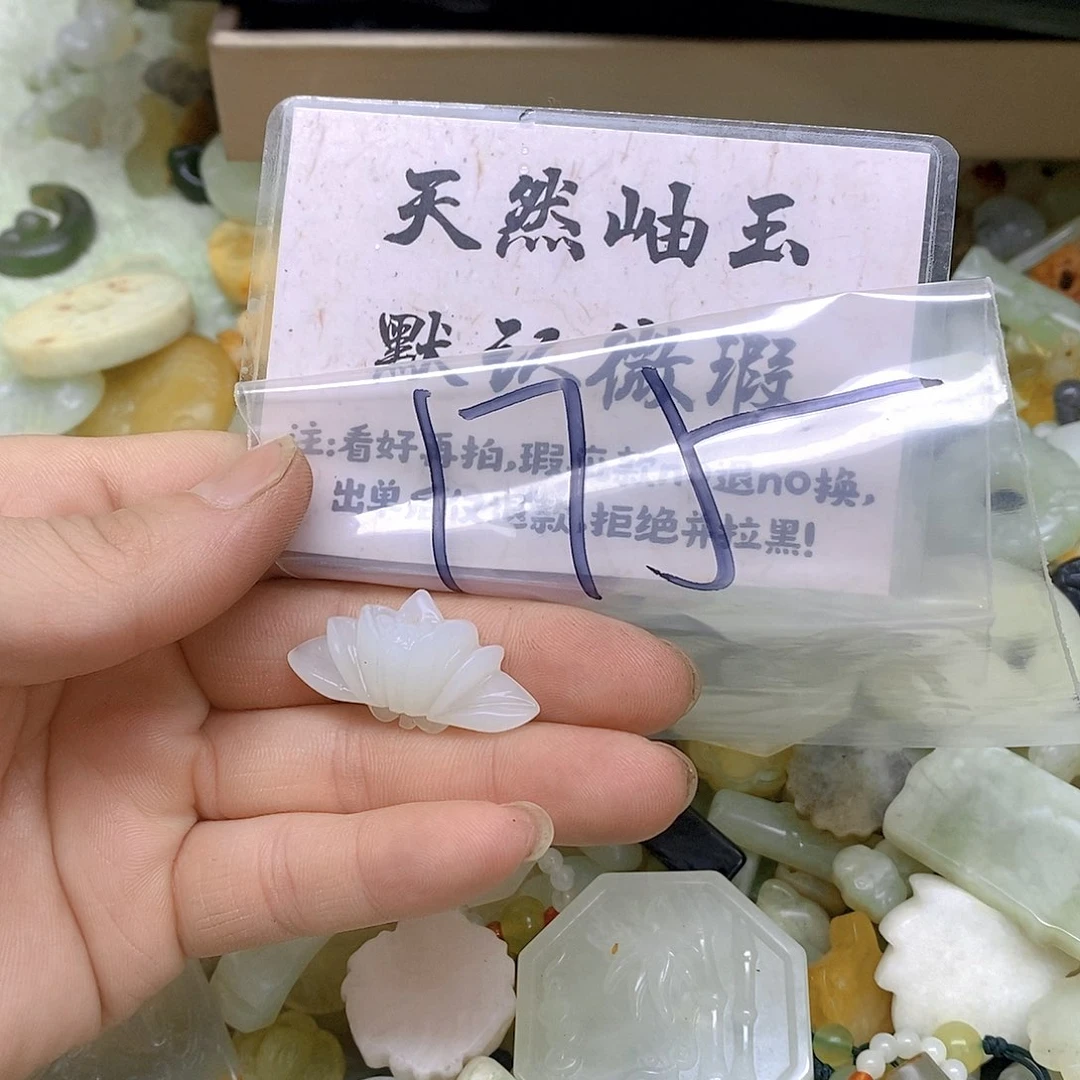 天然岫玉
默认微瑕
注:看好再拍,瑕 退no换,
出单 款,拒绝并拉黑!
175